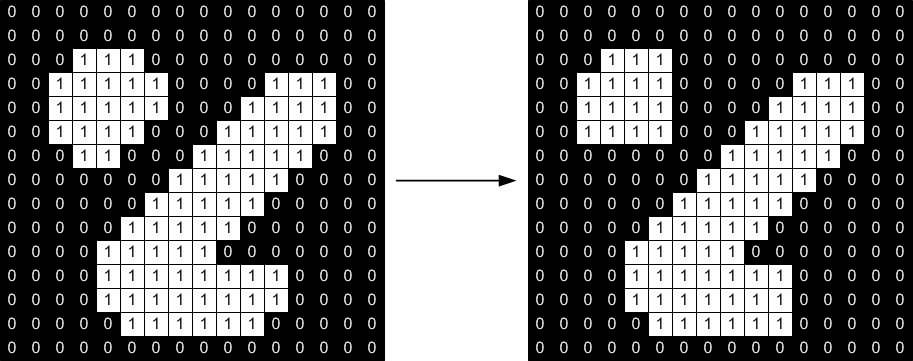 0 0 0 0 0 0 0 0 0 0 0 0 0 0 0 0 0 0 0 0 0 0 0 0 0 0 0 0 0 0 0 0
0 0 0 0 0 0 0 0 0 0 0 0 0 0 0 0 0 0 0 0 0 0 0 0 0 0 0 0 0 0 0 0
0 0 0 1 1 1 0 0 0 0 0 0 0 0 0 0 0 0 0 1 1 1 0 0 0 0 0 0 0 0 0 0
0 0 1 1 1 1 1 0 0 0 0 1 1 1 0 0 0 0 1 1 1 1 0 0 0 0 0 1 1 1 0 0
0 0 1 1 1 1 1 0 0 0 1 1 1 1 0 0 0 0 1 1 1 1 0 0 0 0 1 1 1 1 0 0
0 0 1 1 1 1 0 0 0 1 1 1 1 1 0 0 0 0 1 1 1 1 0 0 0 1 1 1 1 1 0 0
0 0 0 1 1 0 0 0 1 1 1 1 1 0 0 0 0 0 0 0 0 0 0 0 1 1 1 1 1 0 0 0
0 0 0 0 0 0 0 1 1 1 1 1 0 0 0 0 0 0 0 0 0 0 0 1 1 1 1 1 0 0 0 0
0 0 0 0 0 0 1 1 1 1 1 0 0 0 0 0 0 0 0 0 0 0 1 1 1 1 1 0 0 0 0 0
0 0 0 0 0 1 1 1 1 1 0 0 0 0 0 0 0 0 0 0 0 1 1 1 1 1 0 0 0 0 0 0
0 0 0 0 1 1 1 1 1 0 0 0 0 0 0 0 0 0 0 0 1 1 1 1 1 0 0 0 0 0 0 0
0 0 0 0 1 1 1 1 1 1 1 1 0 0 0 0 0 0 0 0 1 1 1 1 1 1 1 0 0 0 0 0
0 0 0 0 1 1 1 1 1 1 1 1 0 0 0 0 0 0 0 0 1 1 1 1 1 1 1 0 0 0 0 0
0 0 0 0 0 1 1 1 1 1 1 0 0 0 0 0 0 0 0 0 0 1 1 1 1 1 1 0 0 0 0 0
0 0 0 0 0 0 0 0 0 0 0 0 0 0 0 0 0 0 0 0 0 0 0 0 0 0 0 0 0 0 0 0